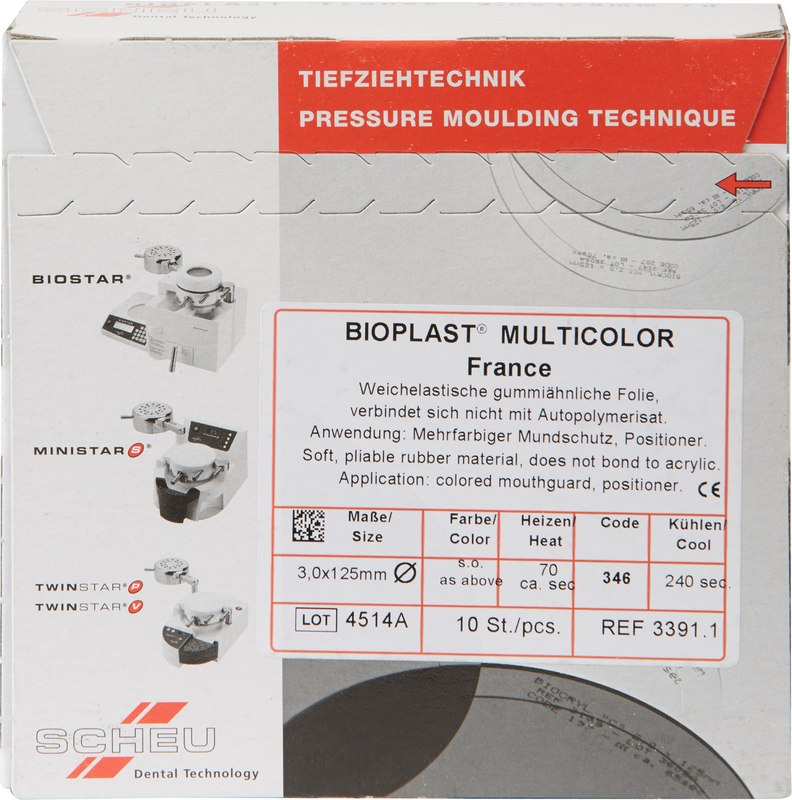 Dental Technology
TIEFZIEHTECHNIK
PRESSURE MOULDING TECHNIQUE
BIOSTAR®
BIOPLAST® MULTICOLOR
France
Weichelastische gummiähnliche Folie,
verbindet sich nicht mit Autopolymerisat.
Anwendung: Mehrfarbiger Mundschutz, Positioner.
Soft, pliable rubber material, does not bond to acrylic.
Application: colored mouthguard, positioner. CE
MINISTAR S®
Maße/ Size Farbe/ Color Heizen/ Heat Code Kühlen/ Cool
3,0x125mm Ø s.o. as above 70 ca. sec 346 240 sec.
TWINSTAR® P
TWINSTAR® V
LOT 4514A 10 St./pcs. REF 3391.1
SCHEU
Dental Technology
BIOCRYL